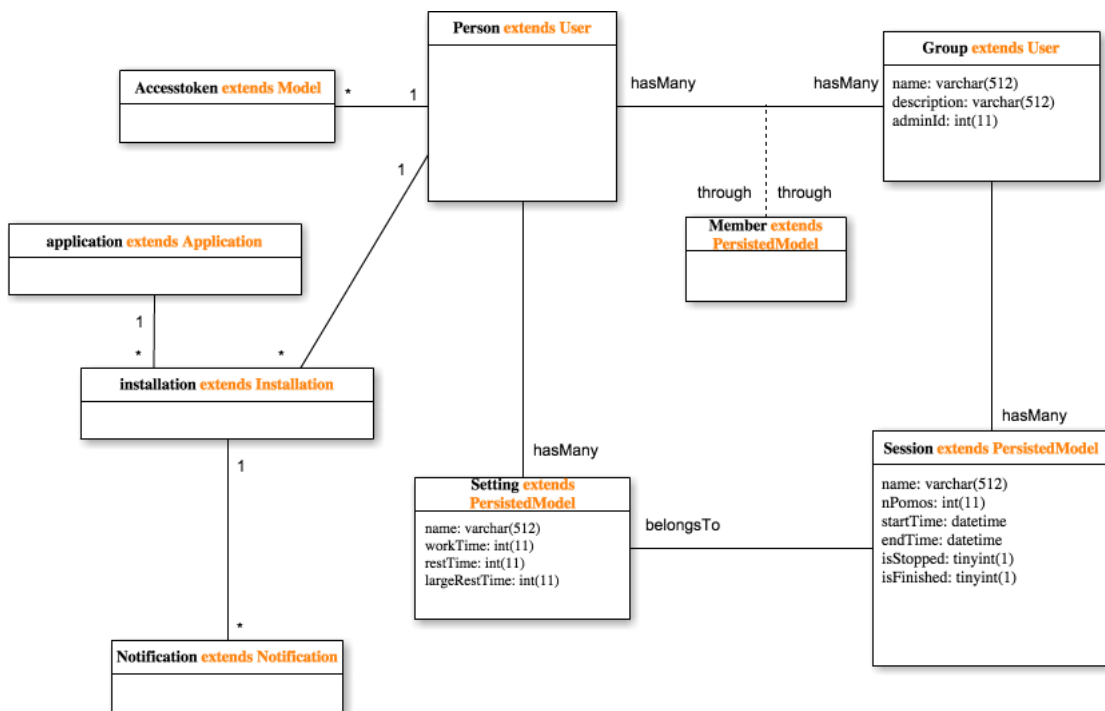 Person extends User
Group extends User
name: varchar(512)
description: varchar(512)
adminId: int(11)
Accesstoken extends Model
*
1
hasMany
hasMany
1
through
through
Member extends
PersistedModel
application extends Application
1
*
*
installation extends Installation
1
hasMany
hasMany
Setting extends
PersistedModel
name: varchar(512)
workTime: int(11)
restTime: int(11)
largeRestTime: int(11)
belongsTo
Session extends PersistedModel
name: varchar(512)
nPomos: int(11)
startTime: datetime
endTime: datetime
isStopped: tinyint(1)
isFinished: tinyint(1)
*
Notification extends Notification